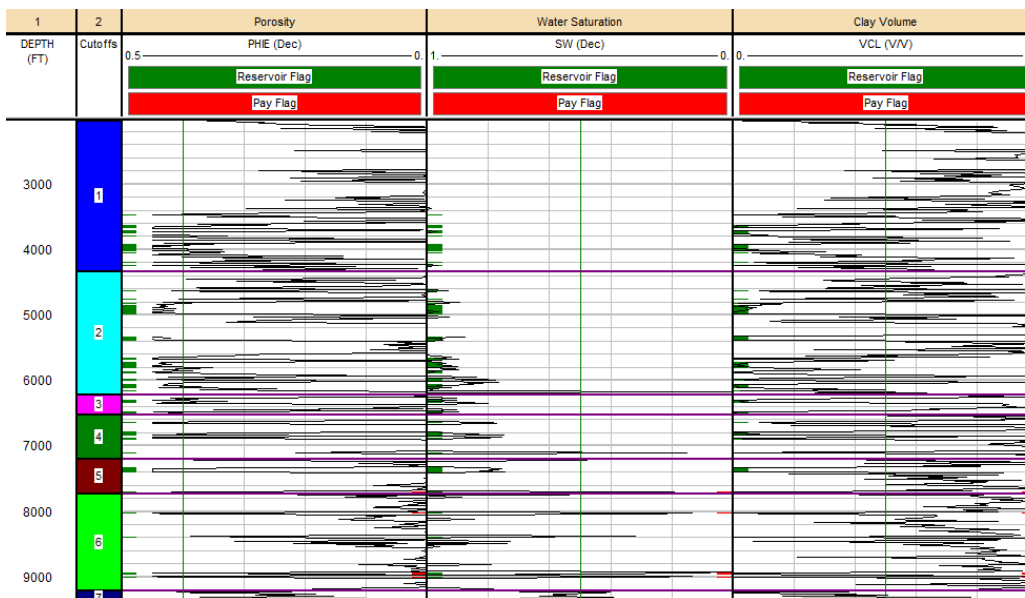 1 2 Porosity Water Saturation Clay Volume
DEPTH (FT) Cutoffs PHIE (Dec) SW (Dec) VCL (V/V)
0.5 0. 1. 0. 0.
Reservoir Flag Reservoir Flag Reservoir Flag
Pay Flag Pay Flag Pay Flag
3000
1
4000
5000
2
6000
3
4
7000
5
8000
6
9000
7